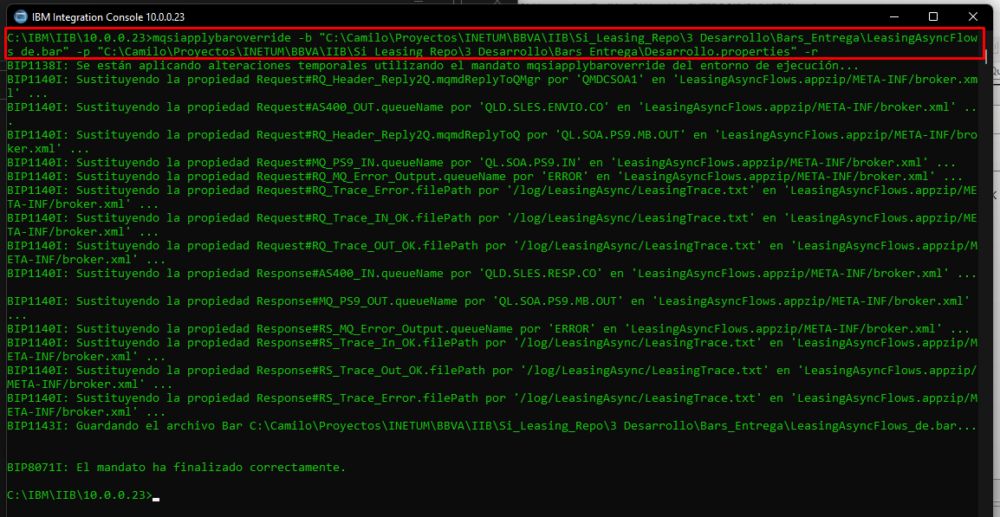 IBM Integration Console 10.0.0.23
C:\IBM\IIB\10.0.0.23>mqsiapplybaroverride -b "C:\Camilo\Proyectos\INETUM\BBVA\IIB\Si_Leasing_Repo\3 Desarrollo\Bars_Entrega\LeasingAsyncFlow
s_de.bar" -p "C:\Camilo\Proyectos\INETUM\BBVA\IIB\Si_Leasing_Repo\3 Desarrollo\Bars_Entrega\Desarrollo.properties" -r
BIP1138I: Se están aplicando alteraciones temporales utilizando el mandato mqsiapplybaroverride del entorno de ejecución...
BIP1140I: Sustituyendo la propiedad Request#RQ_Header_Reply2Q.mqmdReplyToQMgr por 'QMDCSOA1' en 'LeasingAsyncFlows.appzip/META-INF/broker.xm
l' ...
BIP1140I: Sustituyendo la propiedad Request#AS400_OUT.queueName por 'QLD.SLES.ENVIO.CO' en 'LeasingAsyncFlows.appzip/META-INF/broker.xml' ..
.
BIP1140I: Sustituyendo la propiedad Request#RQ_Header_Reply2Q.mqmdReplyToQ por 'QL.SOA.PS9.MB.OUT' en 'LeasingAsyncFlows.appzip/META-INF/bro
ker.xml' ...
BIP1140I: Sustituyendo la propiedad Request#MQ_PS9_IN.queueName por 'QL.SOA.PS9.IN' en 'LeasingAsyncFlows.appzip/META-INF/broker.xml' ...
BIP1140I: Sustituyendo la propiedad Request#RQ_MQ_Error_Output.queueName por 'ERROR' en 'LeasingAsyncFlows.appzip/META-INF/broker.xml' ...
BIP1140I: Sustituyendo la propiedad Request#RQ_Trace_Error.filePath por '/log/LeasingAsync/LeasingTrace.txt' en 'LeasingAsyncFlows.appzip/ME
TA-INF/broker.xml' ...
BIP1140I: Sustituyendo la propiedad Request#RQ_Trace_IN_OK.filePath por '/log/LeasingAsync/LeasingTrace.txt' en 'LeasingAsyncFlows.appzip/ME
TA-INF/broker.xml' ...
BIP1140I: Sustituyendo la propiedad Request#RQ_Trace_OUT_OK.filePath por '/log/LeasingAsync/LeasingTrace.txt' en 'LeasingAsyncFlows.appzip/M
ETA-INF/broker.xml' ...
BIP1140I: Sustituyendo la propiedad Response#AS400_IN.queueName por 'QLD.SLES.RESP.CO' en 'LeasingAsyncFlows.appzip/META-INF/broker.xml' ...
BIP1140I: Sustituyendo la propiedad Response#MQ_PS9_OUT.queueName por 'QL.SOA.PS9.MB.OUT' en 'LeasingAsyncFlows.appzip/META-INF/broker.xml'
...
BIP1140I: Sustituyendo la propiedad Response#RS_MQ_Error_Output.queueName por 'ERROR' en 'LeasingAsyncFlows.appzip/META-INF/broker.xml' ...
BIP1140I: Sustituyendo la propiedad Response#RS_Trace_In_OK.filePath por '/log/LeasingAsync/LeasingTrace.txt' en 'LeasingAsyncFlows.appzip/M
ETA-INF/broker.xml' ...
BIP1140I: Sustituyendo la propiedad Response#RS_Trace_Out_OK.filePath por '/log/LeasingAsync/LeasingTrace.txt' en 'LeasingAsyncFlows.appzip/
META-INF/broker.xml' ...
BIP1140I: Sustituyendo la propiedad Response#RS_Trace_Error.filePath por '/log/LeasingAsync/LeasingTrace.txt' en 'LeasingAsyncFlows.appzip/M
ETA-INF/broker.xml' ...
BIP1143I: Guardando el archivo Bar C:\Camilo\Proyectos\INETUM\BBVA\IIB\Si_Leasing_Repo\3 Desarrollo\Bars_Entrega\LeasingAsyncFlows_de.bar...
BIP8071I: El mandato ha finalizado correctamente.
C:\IBM\IIB\10.0.0.23>